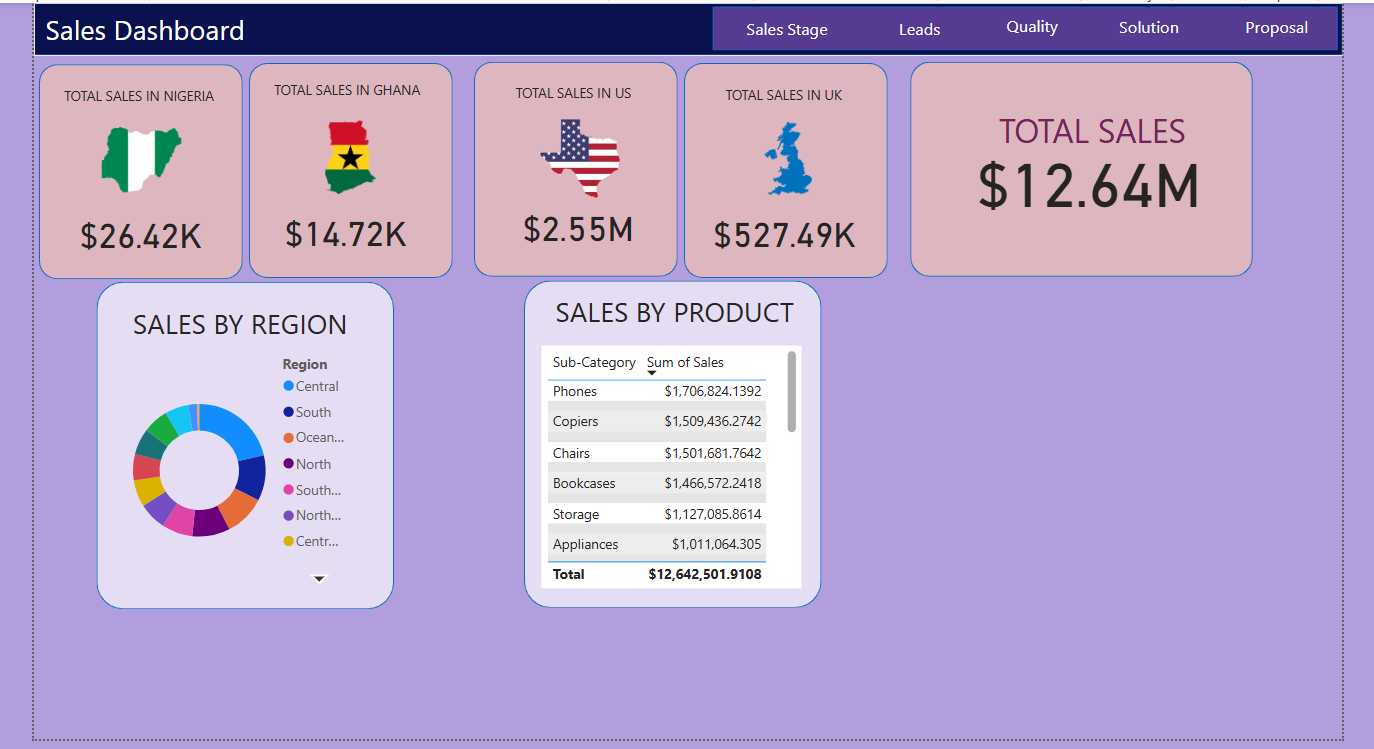 Sales Dashboard
Sales Stage
Leads
Quality
Solution
Proposal
TOTAL SALES IN NIGERIA
$26.42K
TOTAL SALES IN GHANA
$14.72K
TOTAL SALES IN US
$2.55M
TOTAL SALES IN UK
$527.49K
TOTAL SALES
$12.64M
SALES BY REGION
Region
Central
South
Ocean...
North
South...
North...
Centr...
SALES BY PRODUCT
Sub-Category Sum of Sales
Phones $1,706,824.1392
Copiers $1,509,436.2742
Chairs $1,501,681.7642
Bookcases $1,466,572.2418
Storage $1,127,085.8614
Appliances $1,011,064.305
Total $12,642,501.9108